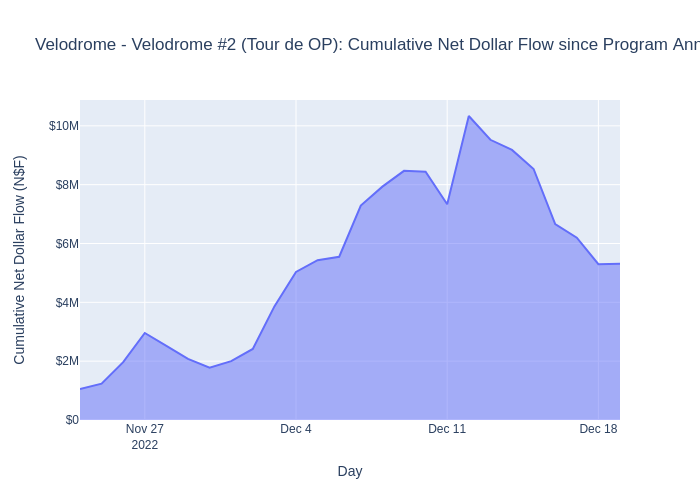 Velodrome - Velodrome #2 (Tour de OP): Cumulative Net Dollar Flow since Program Ann
Cumulative Net Dollar Flow (N$F)
$10M
$8M
$6M
$4M
$2M
$0
Nov 27
2022
Dec 4
Dec 11
Dec 18
Day